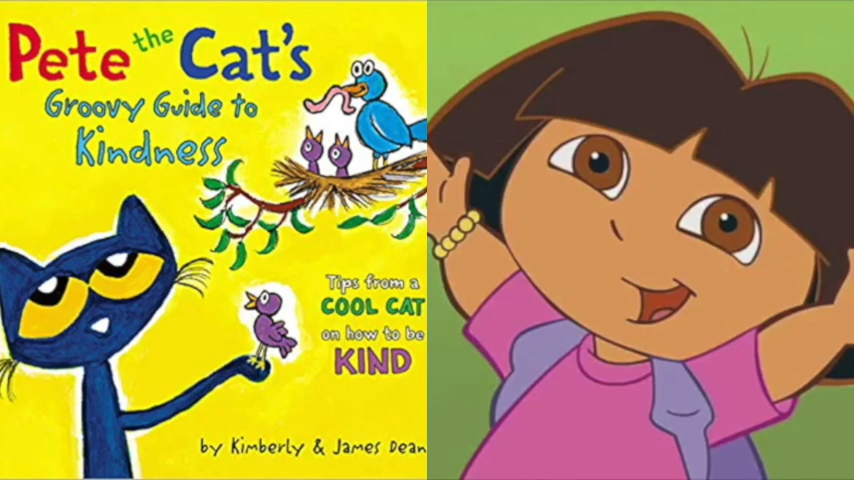 Pete the Cat's
Groovy Guide to
Kindness
Tips from a
COOL CAT
on how to be
KIND
by Kimberly & James Dean